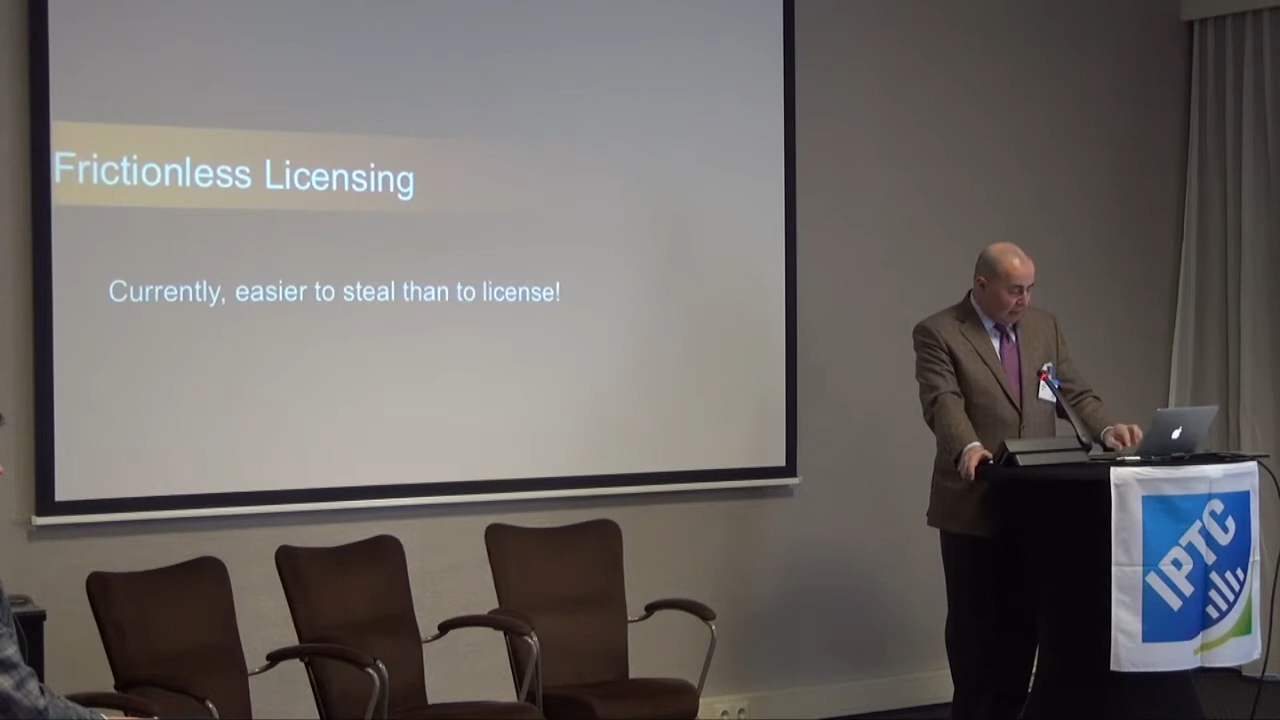 Frictionless Licensing
Currently, easier to steal than to license!
IPTC